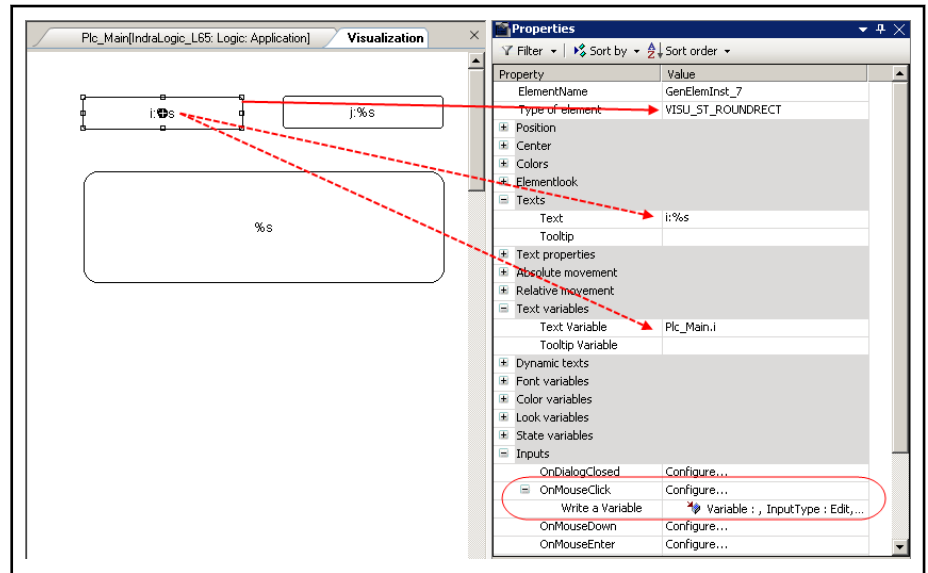 Plc_Main[IndraLogic_L65: Logic: Application]
Visualization
i:%s
j:%s
%s
Properties
Filter Sort by Sort order
Property Value
ElementName GenElemInst_7
Type of element VISU_ST_ROUNDRECT
Position
Center
Colors
Elementlook
Texts
Text i:%s
Tooltip
Text properties
Absolute movement
Relative movement
Text variables
Text Variable Plc_Main.i
Tooltip Variable
Dynamic texts
Font variables
Color variables
Look variables
State variables
Inputs
OnDialogClosed Configure...
OnMouseClick Configure...
Write a Variable Variable : , InputType : Edit,...
OnMouseDown Configure...
OnMouseEnter Configure...